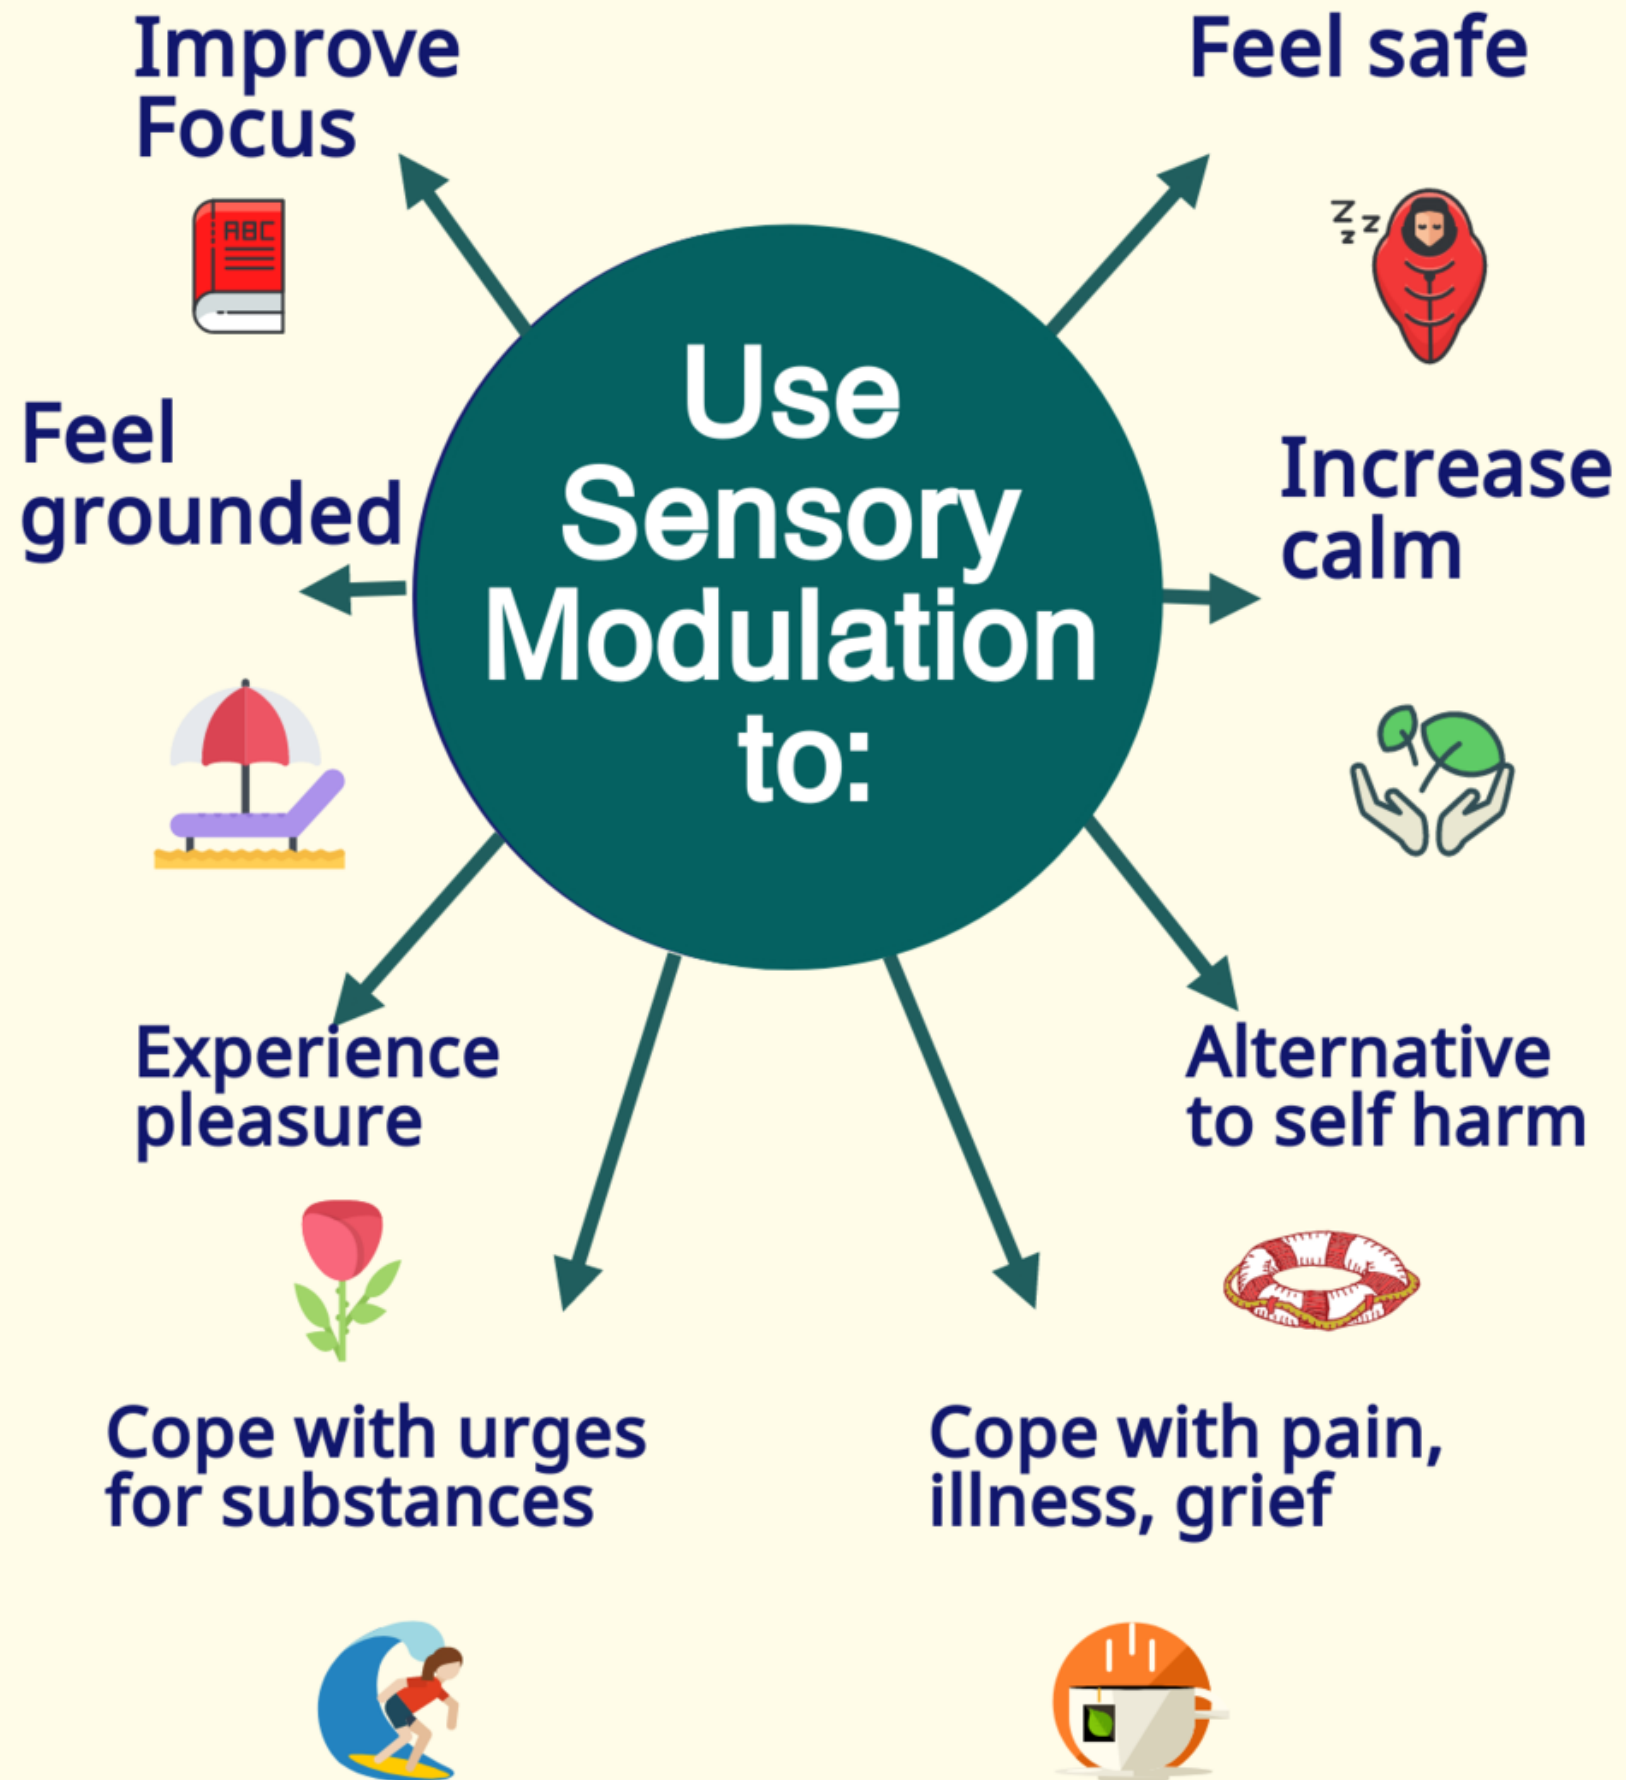 Improve
Focus
Feel safe
ABC
z z
z
Use
Sensory
Modulation
to:
Feel
grounded
Increase
calm
Experience
pleasure
Alternative
to self harm
Cope with urges
for substances
Cope with pain,
illness, grief